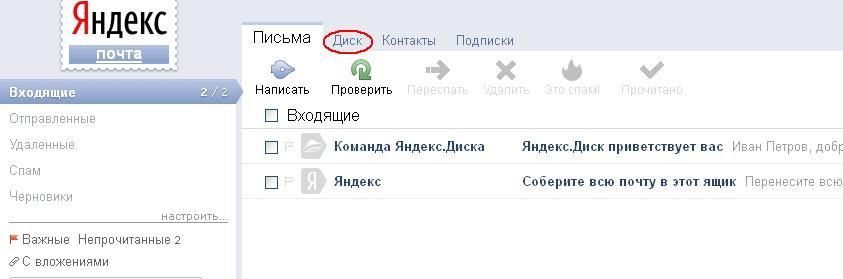 Яндекс
почта
Письма Диск Контакты Подписки
Написать Проверить Переслать Удалить Это спам! Прочитано
Входящие 2 / 2
Отправленные
Удаленные
Спам
Черновики
настроить...
Важные Непрочитанные 2
С вложениями
Входящие
Команда Яндекс.Диска Яндекс.Диск приветствует вас Иван Петров, добр
Я Яндекс Соберите всю почту в этот ящик Перенесите всю